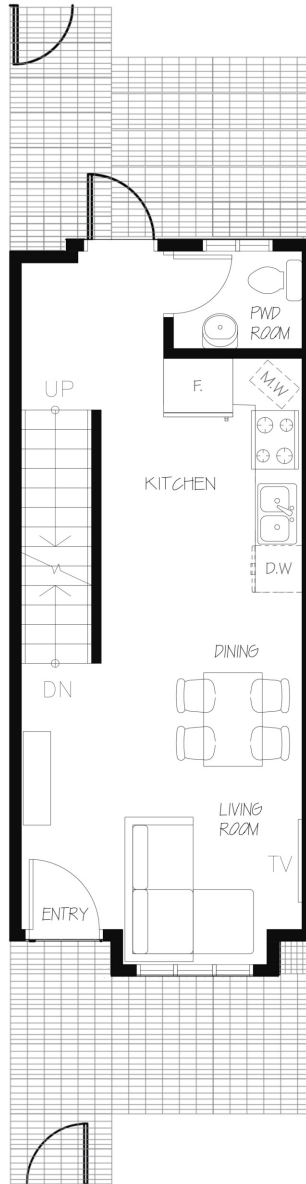 PWD
ROOM
M.W
F.
UP
KITCHEN
D.W
DINING
DN
LIVING
ROOM
TV
ENTRY